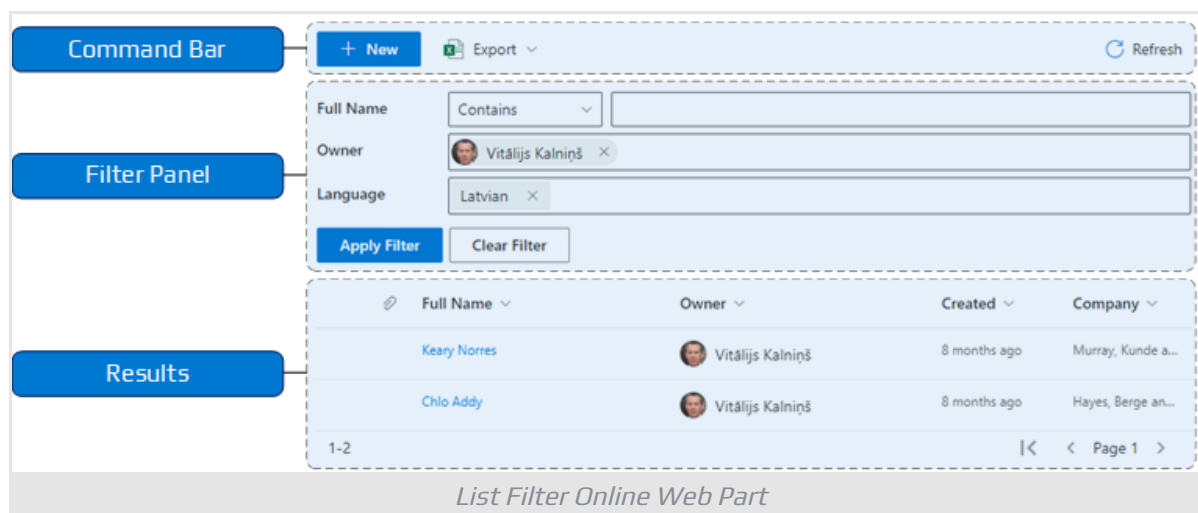 Command Bar
New Export Refresh
Filter Panel
Full Name Contains
Owner Vitālijs Kalniņš
Language Latvian
Apply Filter Clear Filter
Results
Full Name Owner Created Company
Keary Norres Vitālijs Kalniņš 8 months ago Murray, Kunde a...
Chlo Addy Vitālijs Kalniņš 8 months ago Hayes, Berge an...
1-2 Page 1
List Filter Online Web Part